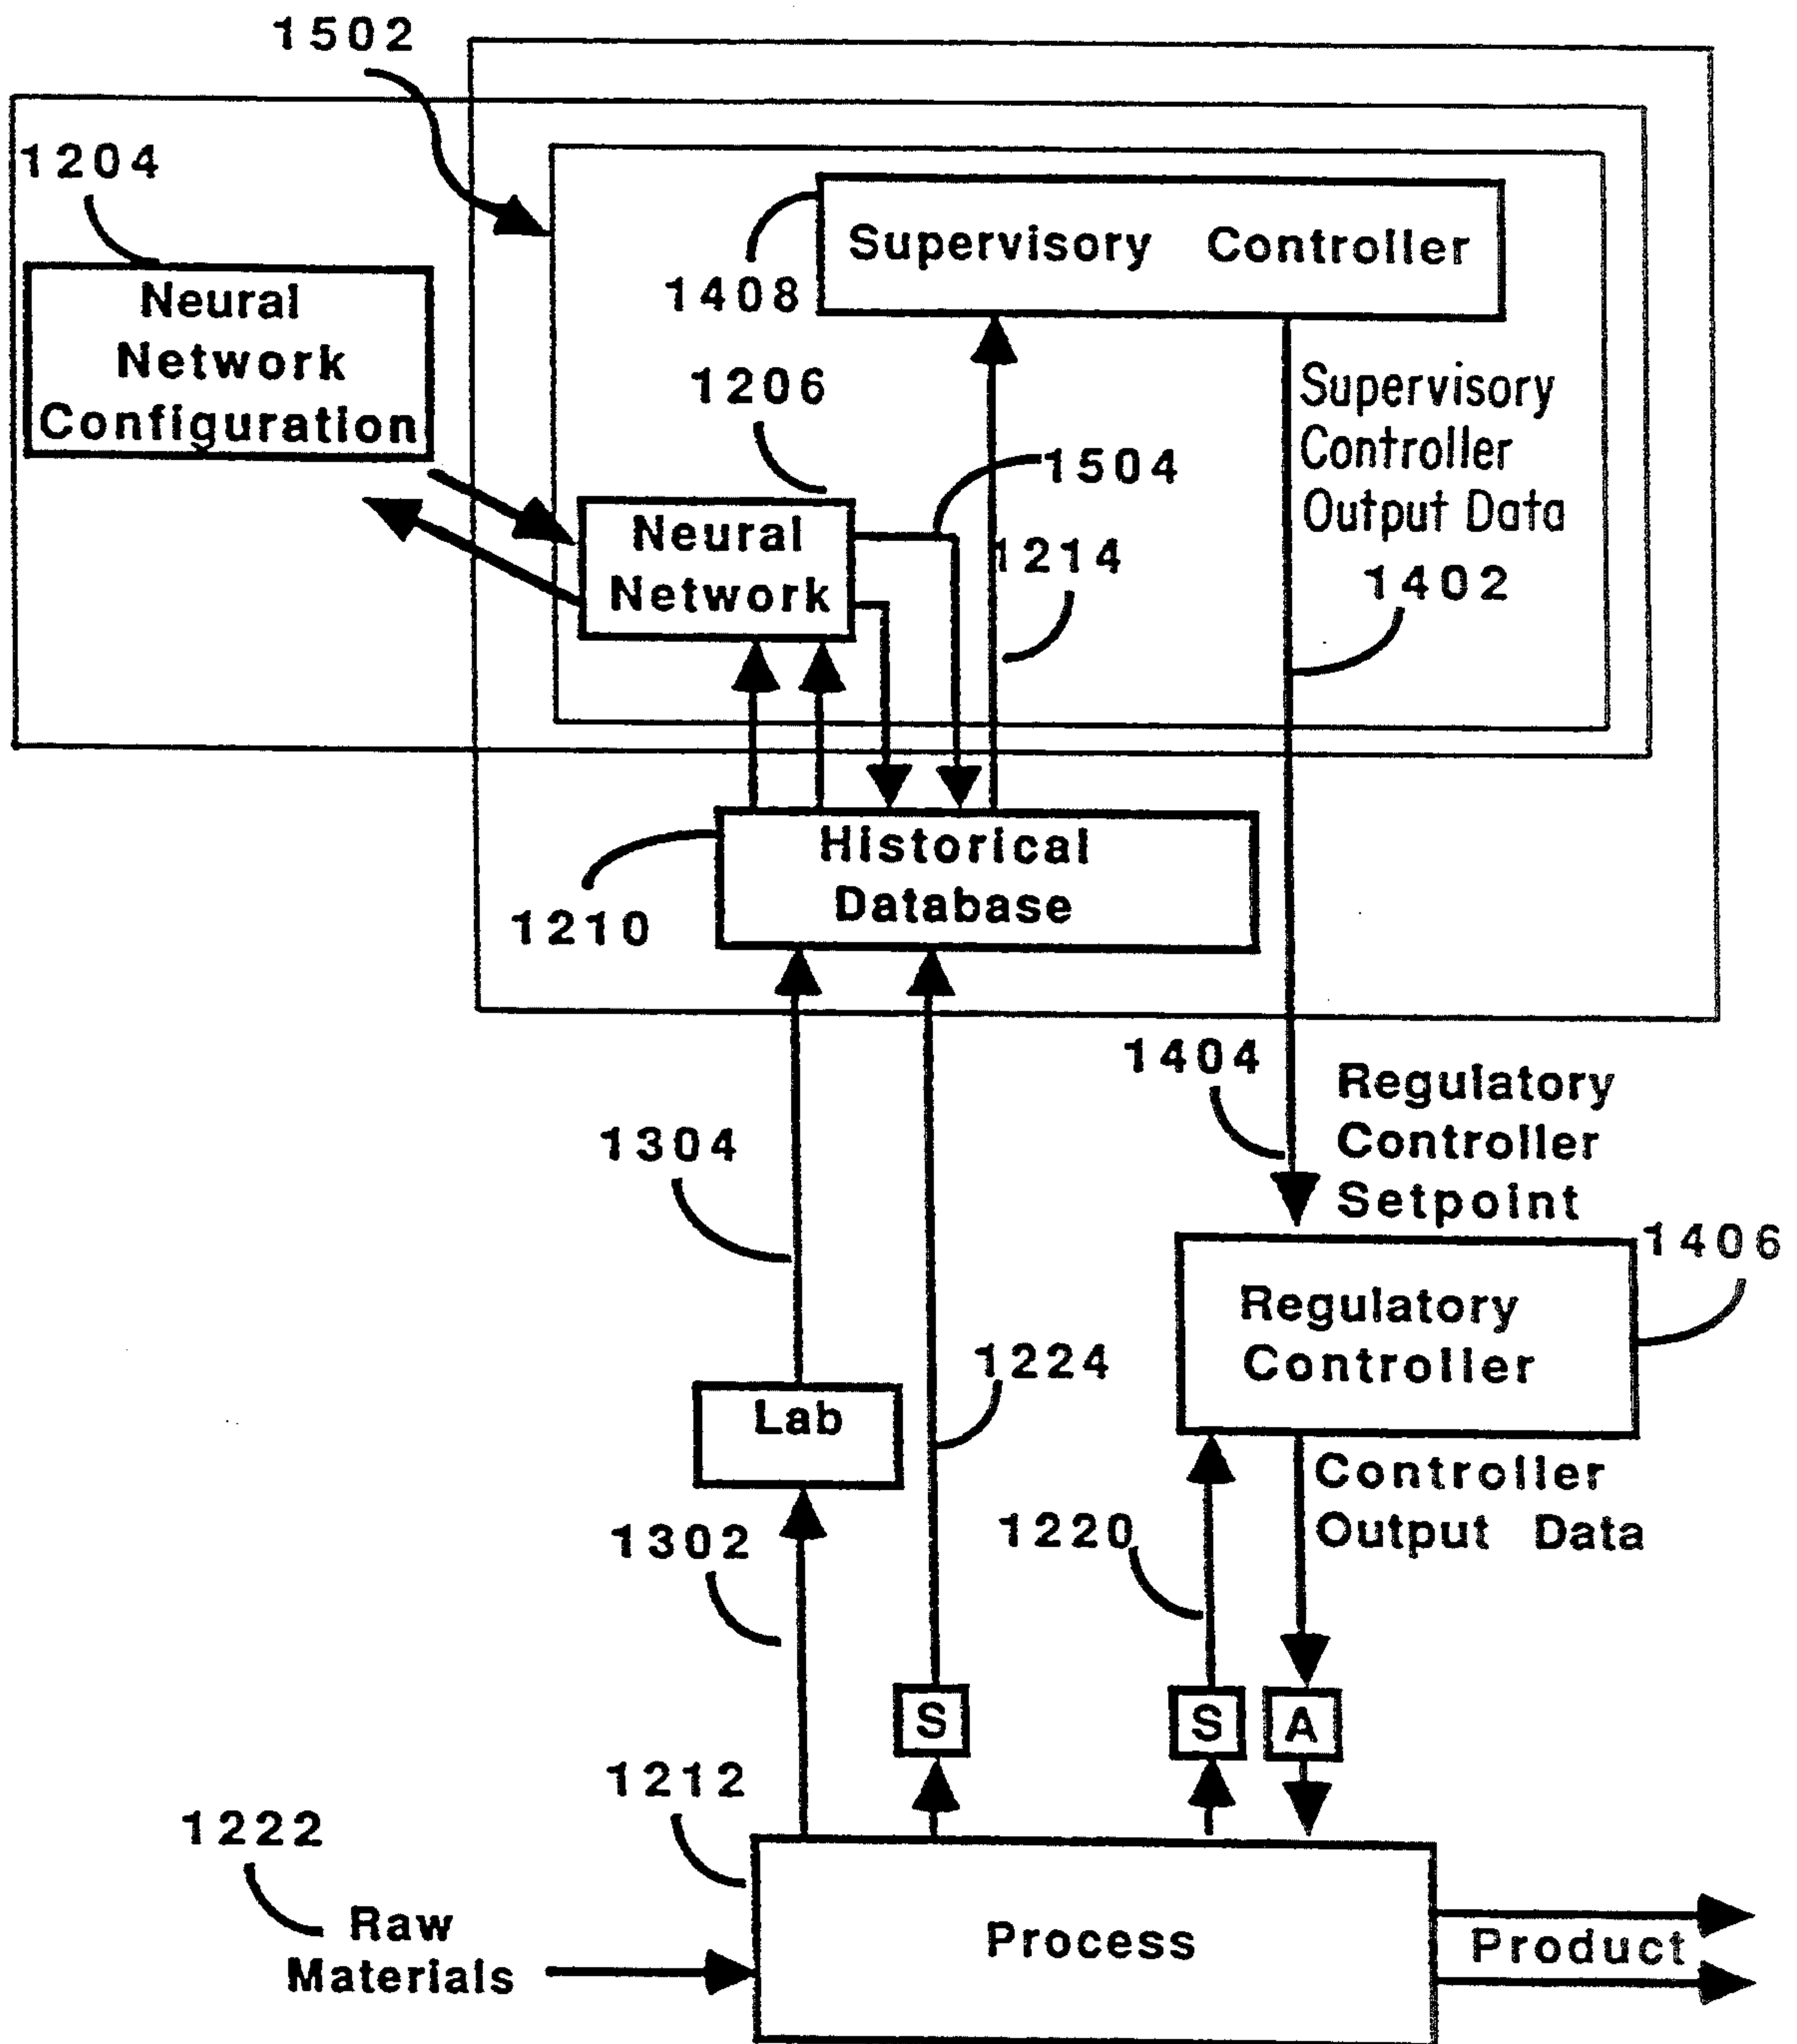 1502
1204
Supervisory Controller
1408
Neural
Network
Configuration
1206
Supervisory
Controller
Output Data
1504
Neural
Network
1214
1402
Historical
Database
1210
1404
Regulatory
Controller
Setpoint
1304
1406
Regulatory
Controller
1224
Lab
Controller
Output Data
1220
1302
S
S
A
1212
1222
Raw
Materials
Process
Product